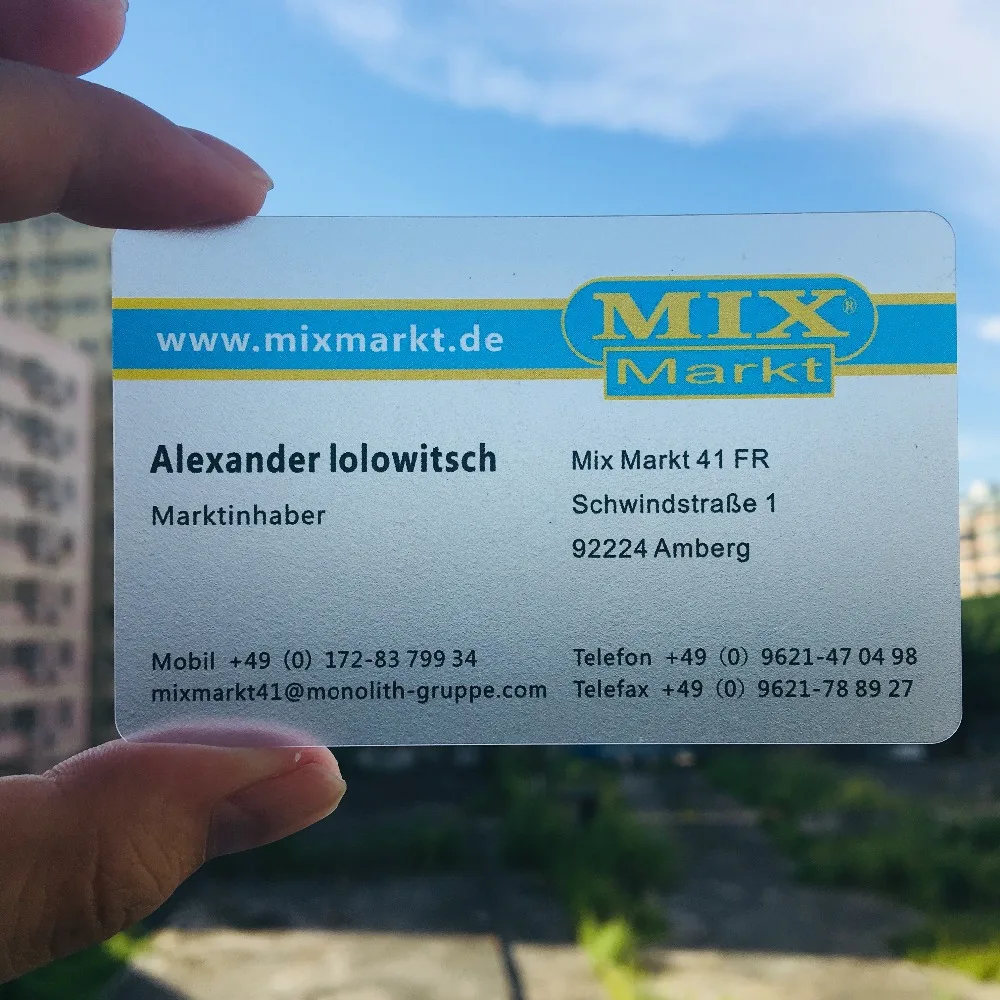 www.mixmarkt.de
MIX®
Markt
Alexander lolowitsch
Marktinhaber
Mix Markt 41 FR
Schwindstraße 1
92224 Amberg
Mobil +49 (0) 172-83 799 34
mixmarkt41@monolith-gruppe.com
Telefon +49 (0) 9621-47 04 98
Telefax +49 (0) 9621-78 89 27